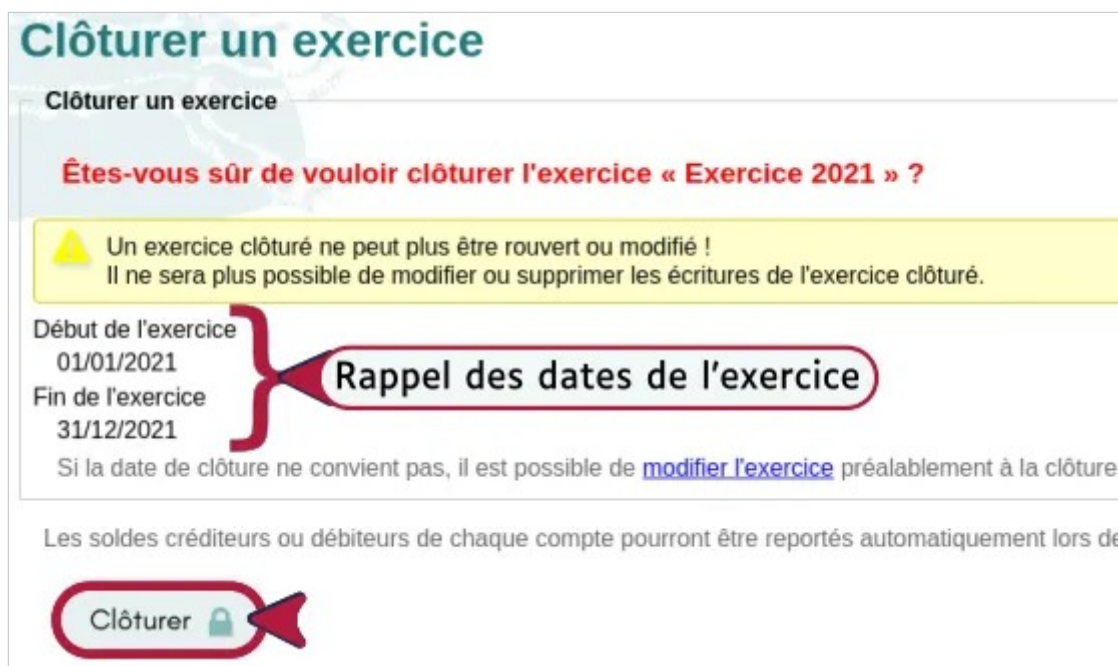 Clôturer un exercice
Clôturer un exercice
Êtes-vous sûr de vouloir clôturer l'exercice « Exercice 2021 » ?
Un exercice clôturé ne peut plus être rouvert ou modifié !
Il ne sera plus possible de modifier ou supprimer les écritures de l'exercice clôturé.
Début de l'exercice
01/01/2021
Rappel des dates de l'exercice
Fin de l'exercice
31/12/2021
Si la date de clôture ne convient pas, il est possible de modifier l'exercice préalablement à la clôture
Les soldes créditeurs ou débiteurs de chaque compte pourront être reportés automatiquement lors de
Clôturer